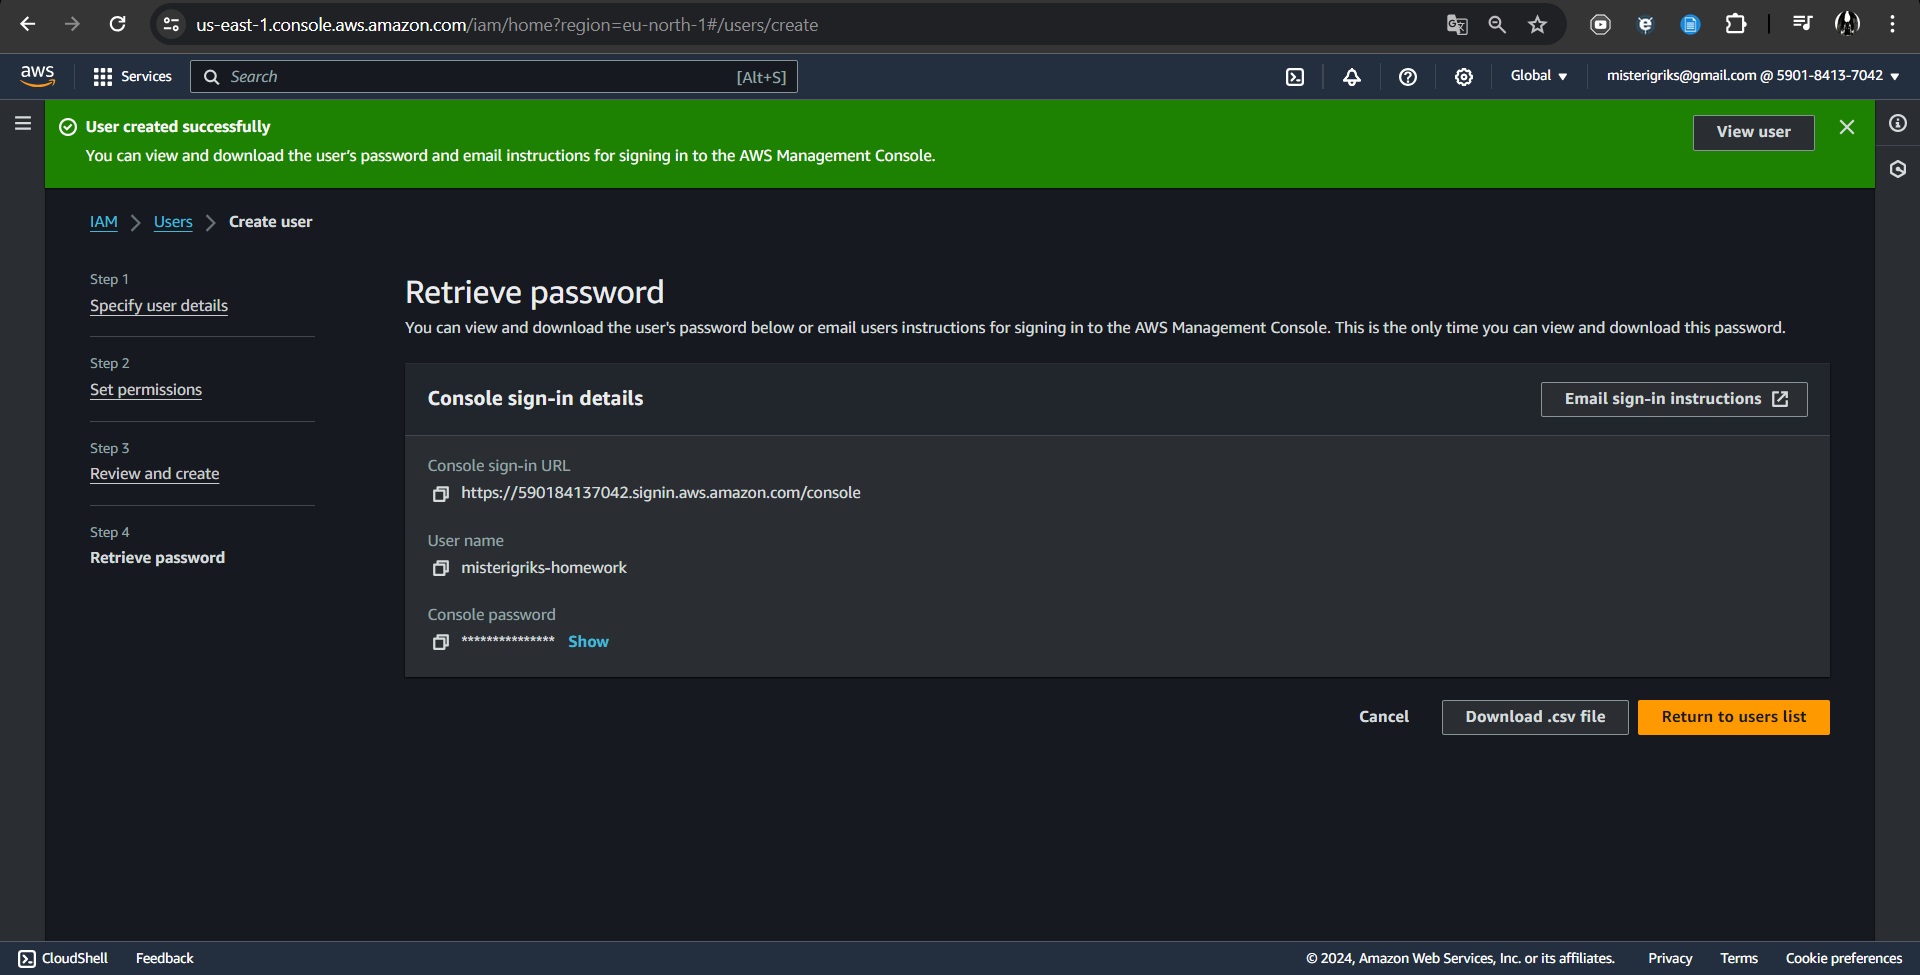 us-east-1.console.aws.amazon.com/iam/home?region=eu-north-1#/users/create
aws
Services
Search
[Alt+S]
Global
misterigriks@gmail.com @ 5901-8413-7042
User created successfully
You can view and download the user's password and email instructions for signing in to the AWS Management Console.
View user
IAM
Users
Create user
Step 1
Specify user details
Step 2
Set permissions
Step 3
Review and create
Step 4
Retrieve password
Retrieve password
You can view and download the user's password below or email users instructions for signing in to the AWS Management Console. This is the only time you can view and download this password.
Console sign-in details
Email sign-in instructions
Console sign-in URL
https://590184137042.signin.aws.amazon.com/console
User name
misterigriks-homework
Console password
*************** Show
Cancel
Download .csv file
Return to users list
CloudShell
Feedback
© 2024, Amazon Web Services, Inc. or its affiliates.
Privacy
Terms
Cookie preferences